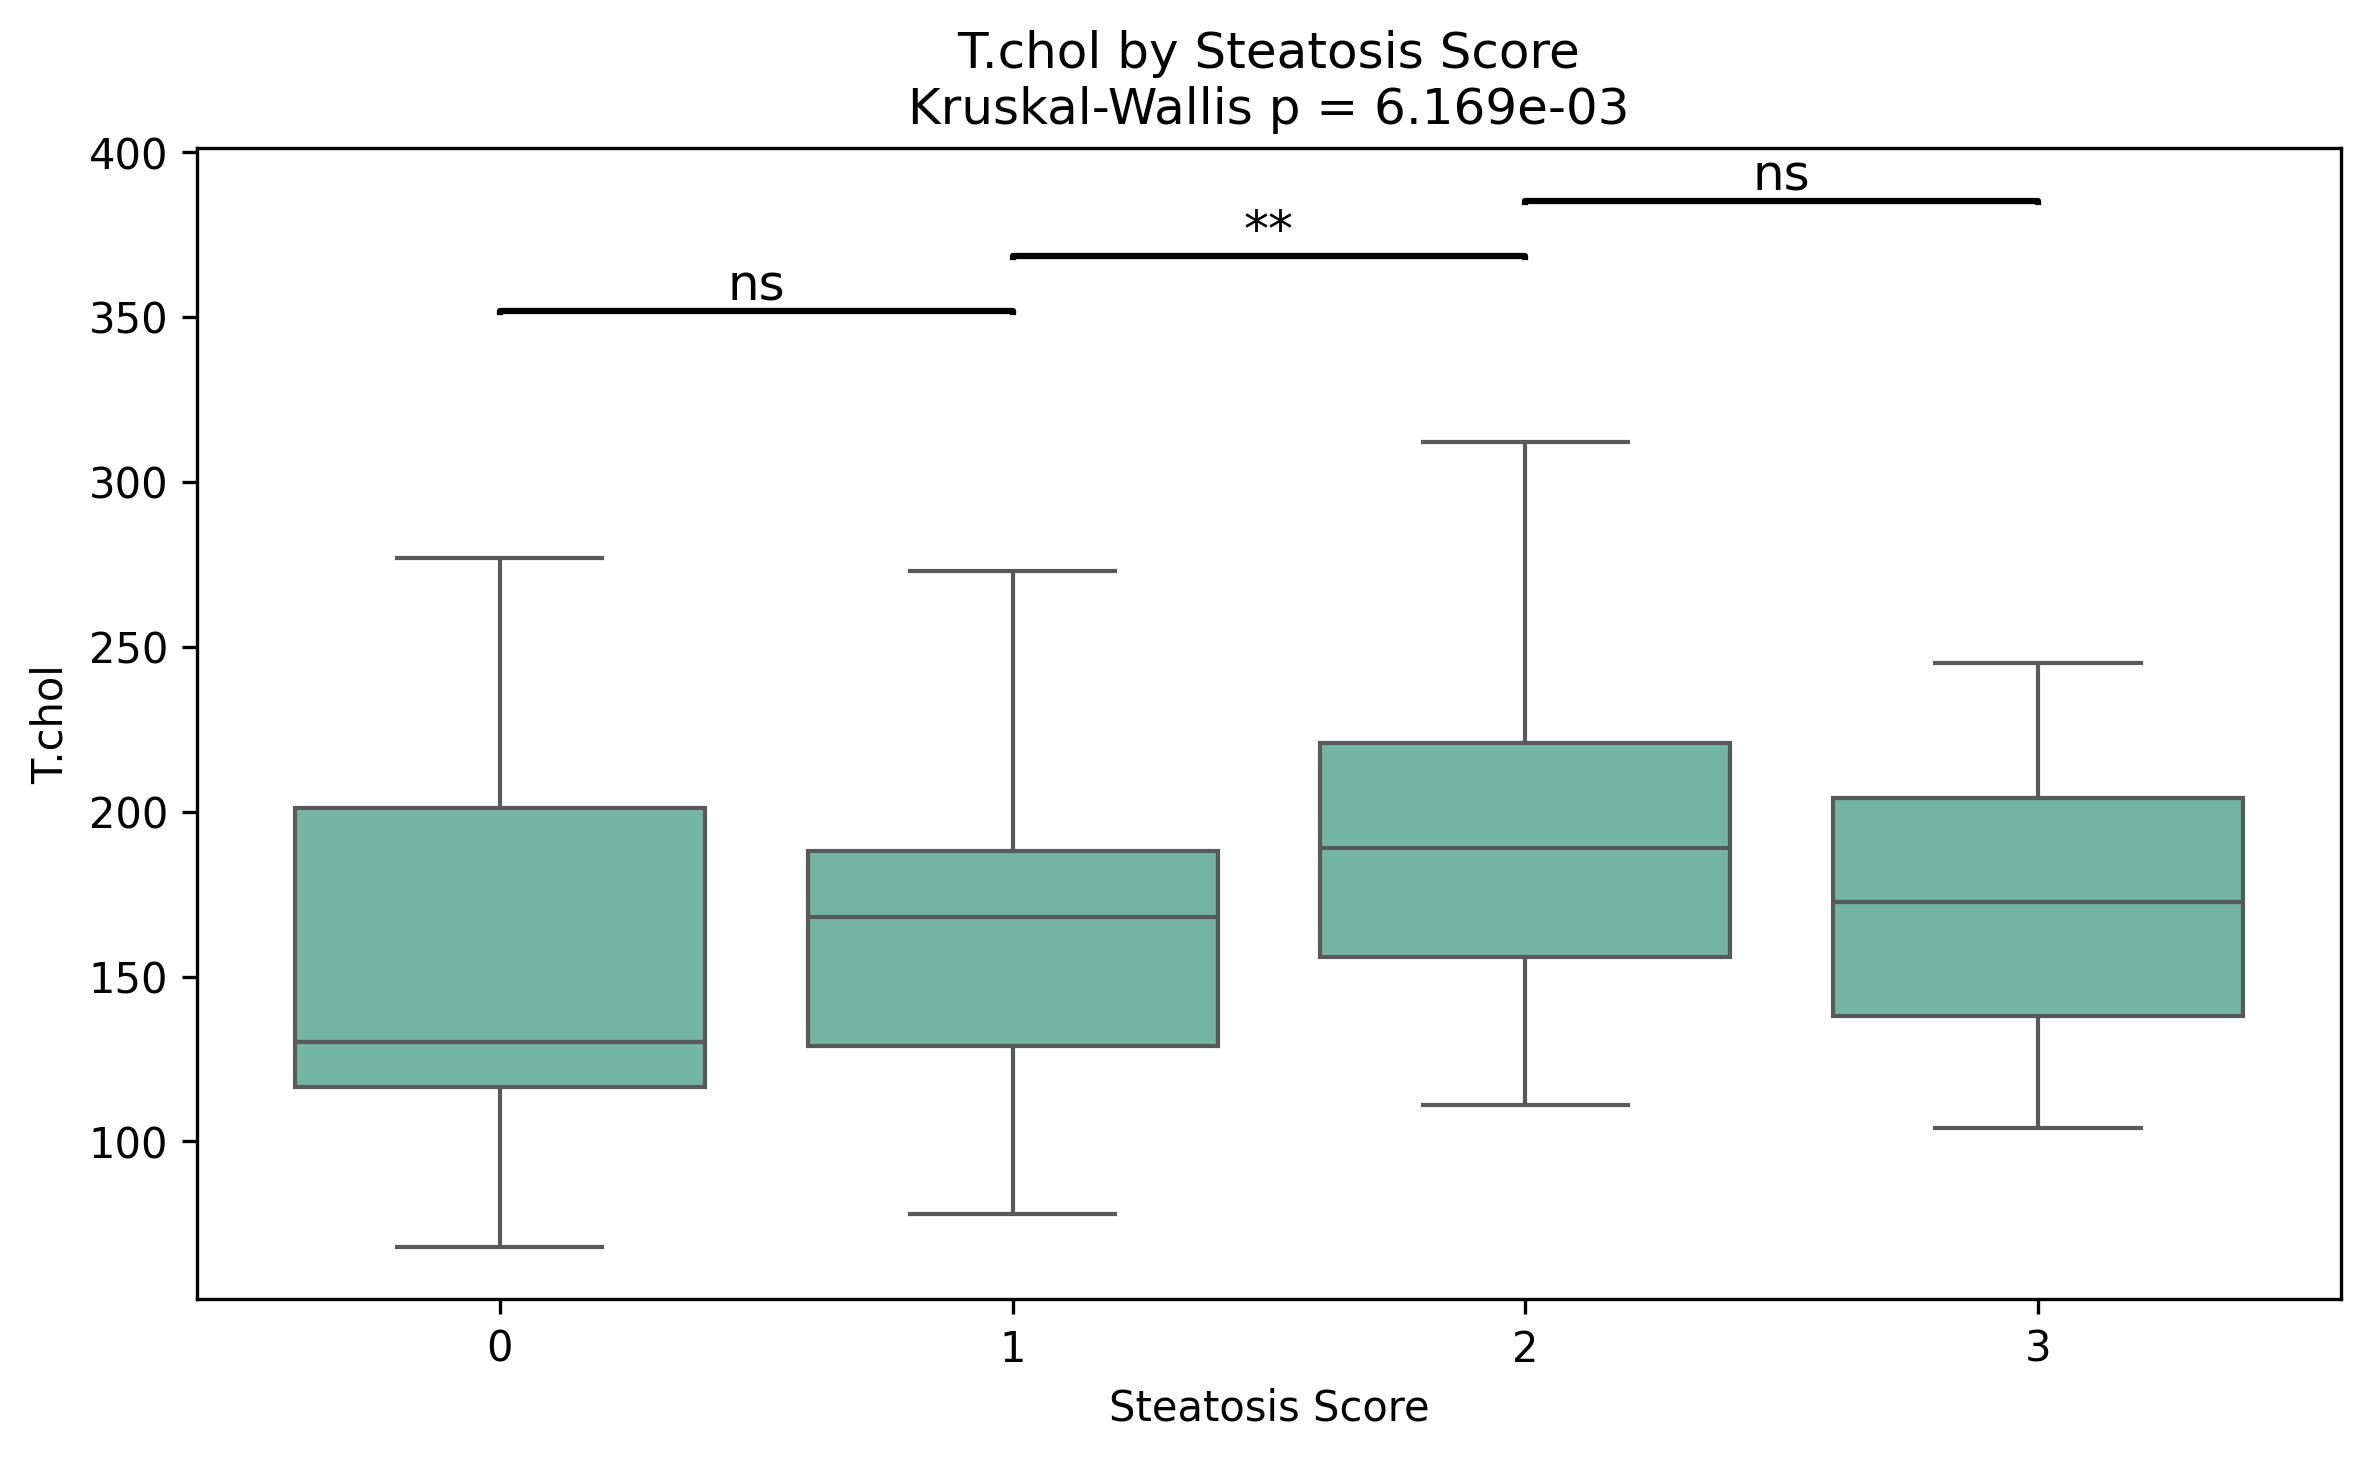 T.chol by Steatosis Score
Kruskal-Wallis p = 6.169e-03
400
350
300
250
200
150
100
T.chol
ns
**
ns
0
1
2
3
Steatosis Score